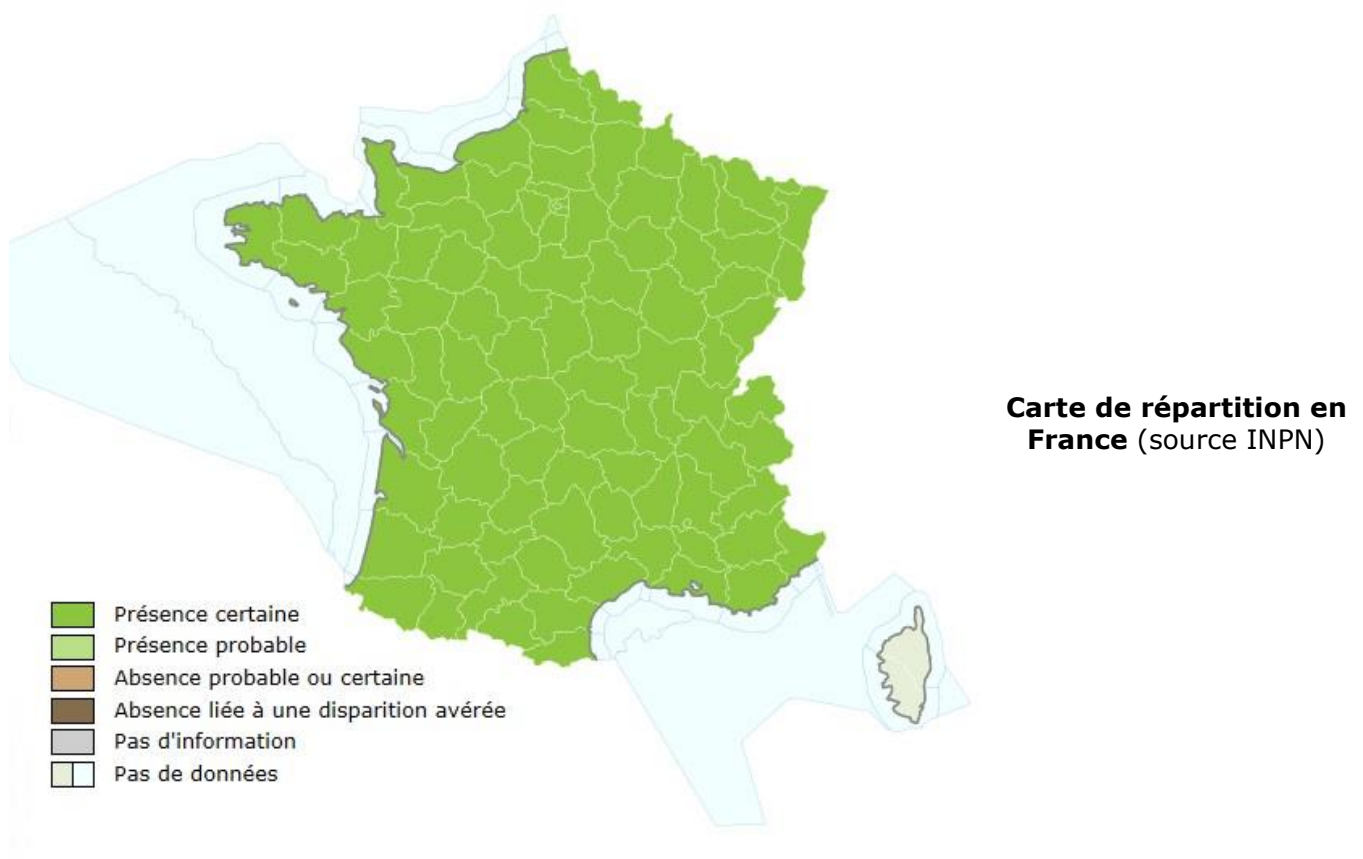 Carte de répartition en
France (source INPN)
Présence certaine
Présence probable
Absence probable ou certaine
Absence liée à une disparition avérée
Pas d'information
Pas de données